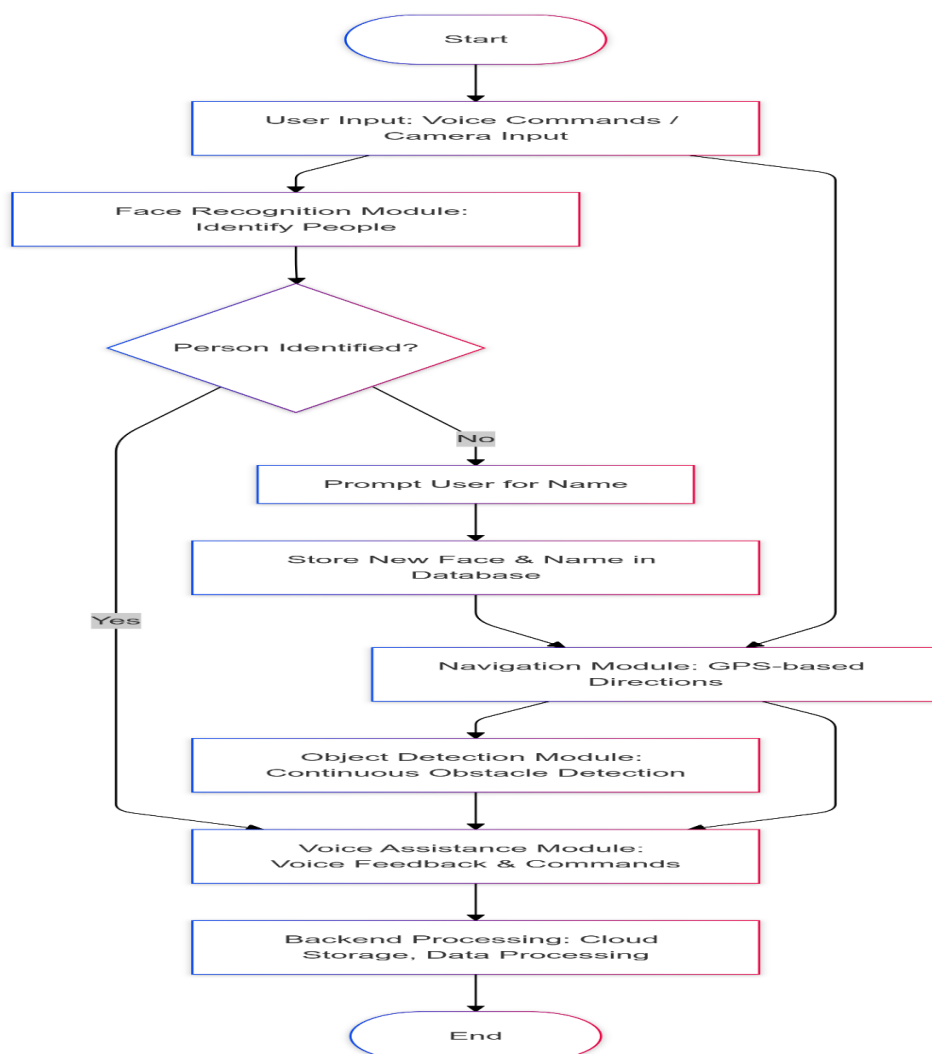 Start
User Input: Voice Commands /
Camera Input
Face Recognition Module:
Identify People
Person Identified?
No
Prompt User for Name
Store New Face & Name in
Database
Yes
Navigation Module: GPS-based
Directions
Object Detection Module:
Continuous Obstacle Detection
Voice Assistance Module:
Voice Feedback & Commands
Backend Processing: Cloud
Storage, Data Processing
End